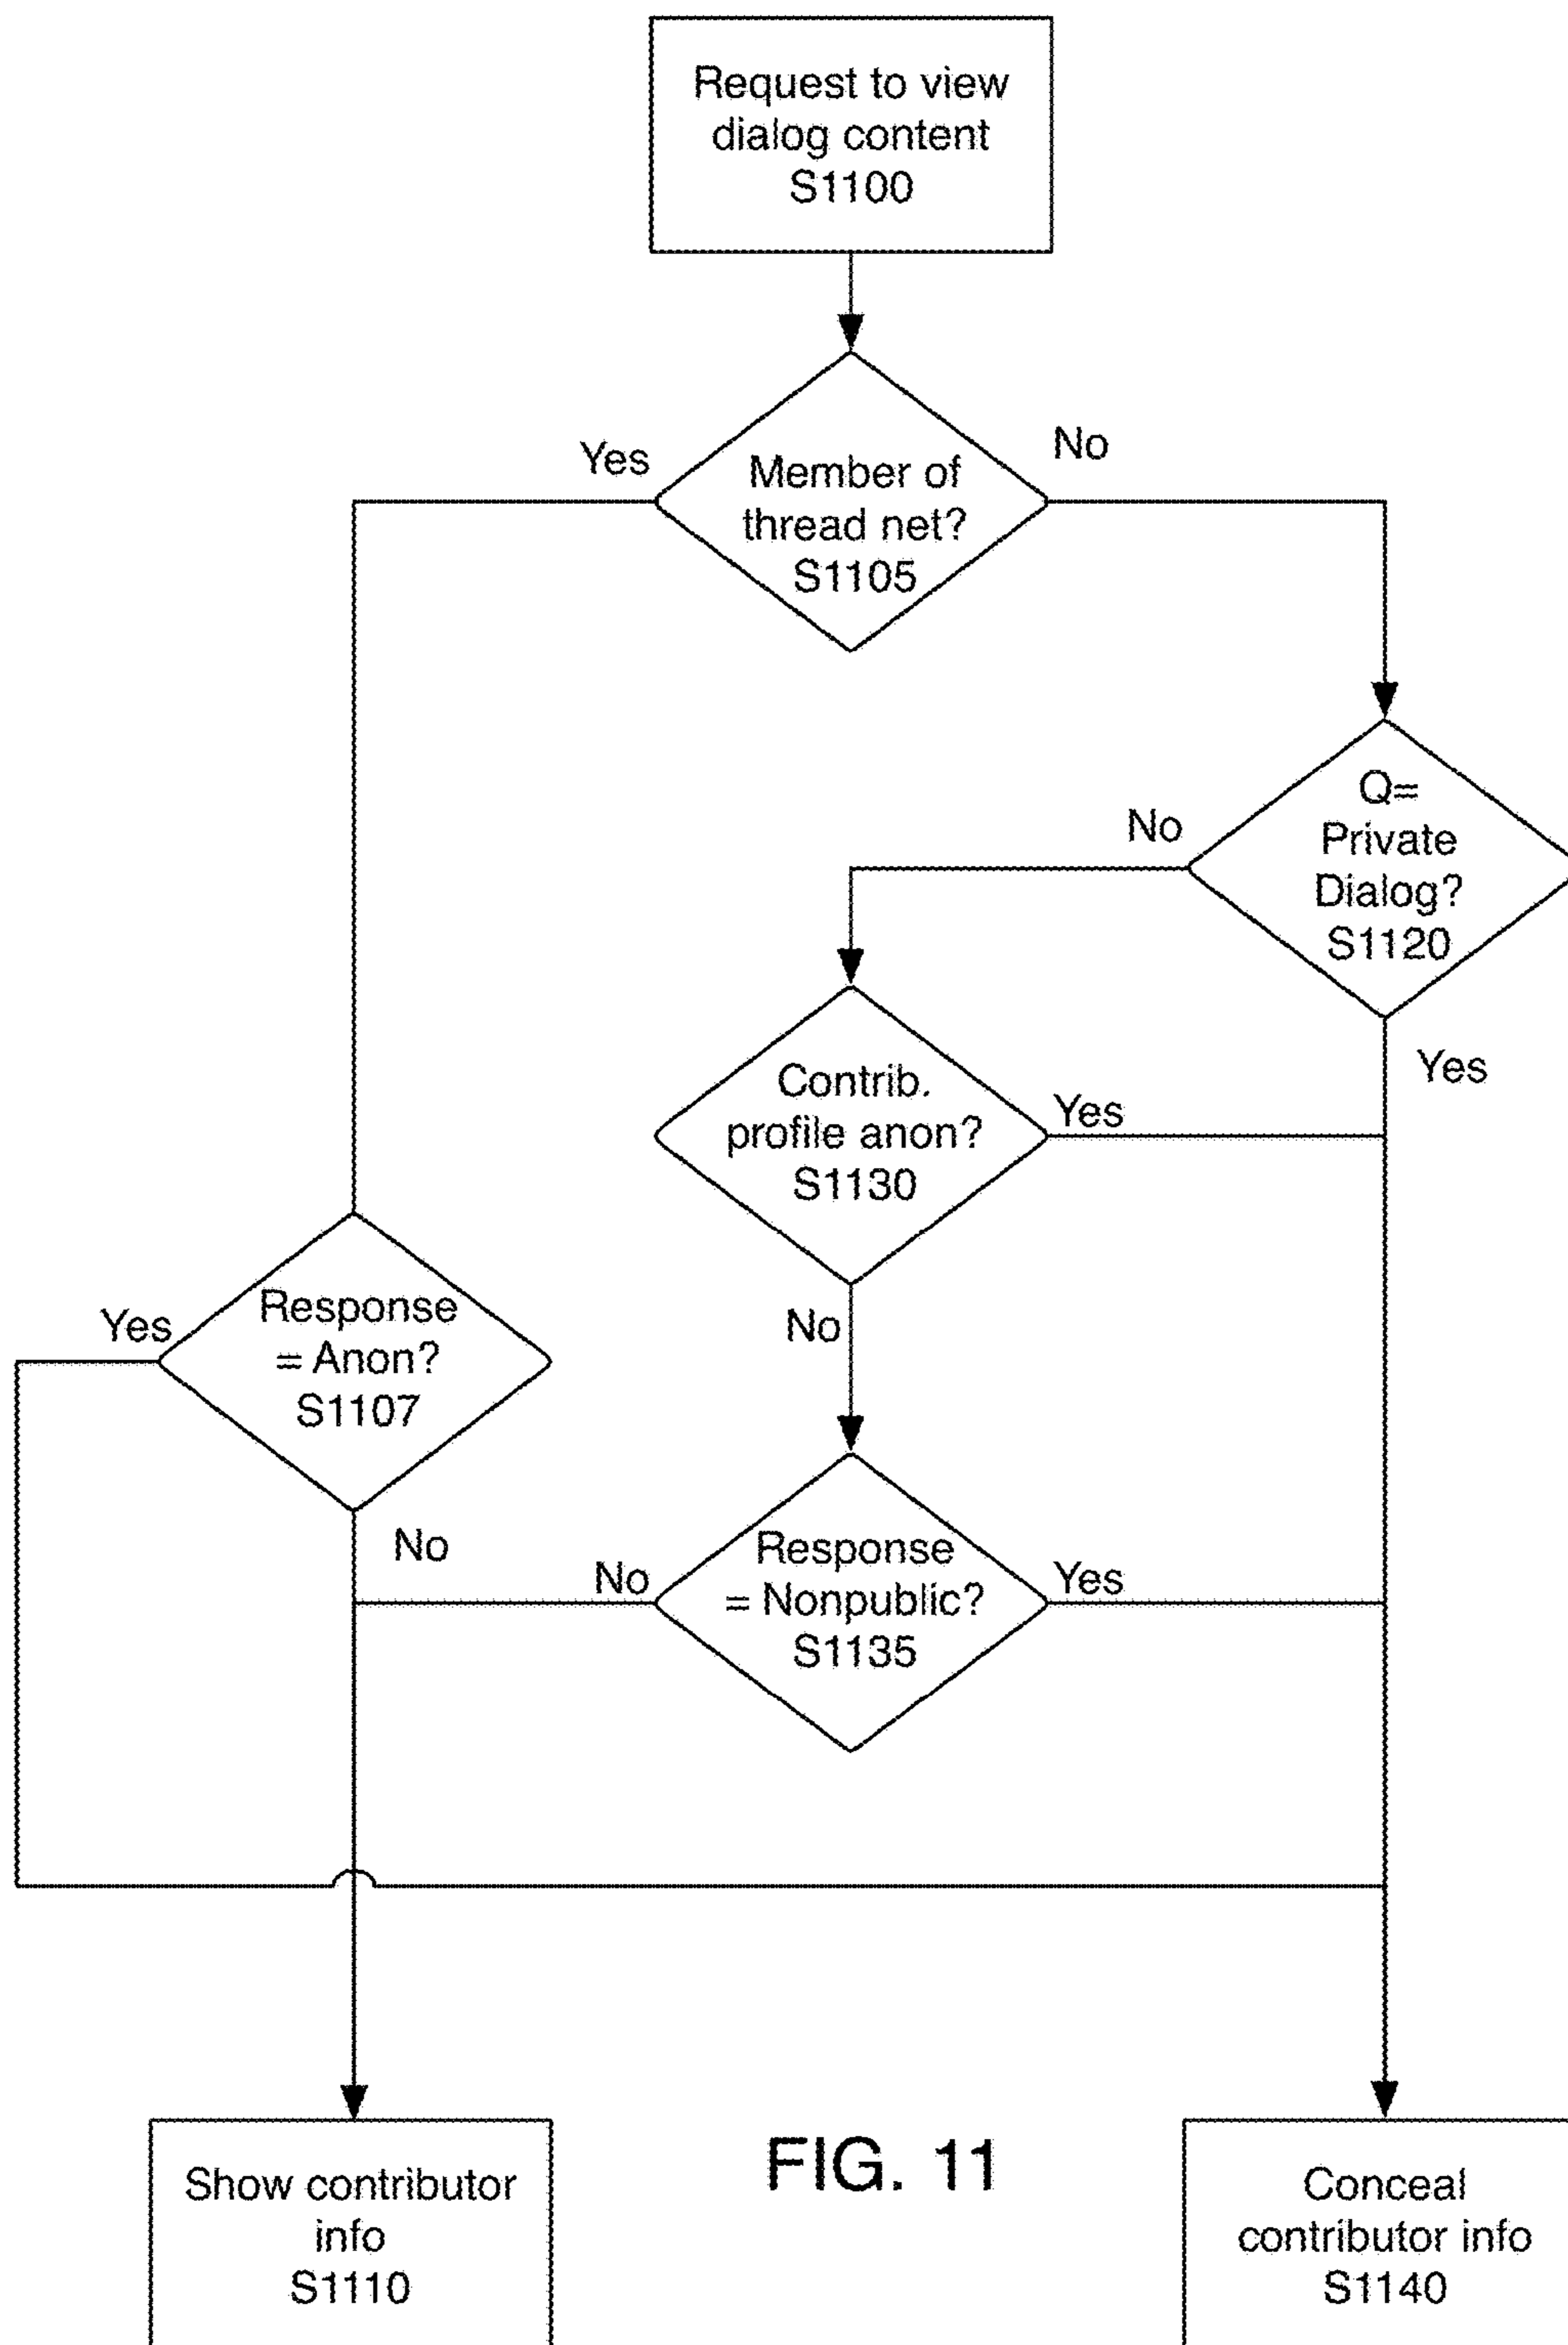 Request to view
dialog content
S1100
Yes
No
Member of
thread net?
S1105
Q=
Private
Dialog?
S1120
No
Yes
Contrib.
profile anon?
S1130
Yes
No
Response
= Anon?
S1107
Yes
No
Response
= Nonpublic?
S1135
No
Yes
Show contributor
info
S1110
FIG. 11
Conceal
contributor info
S1140